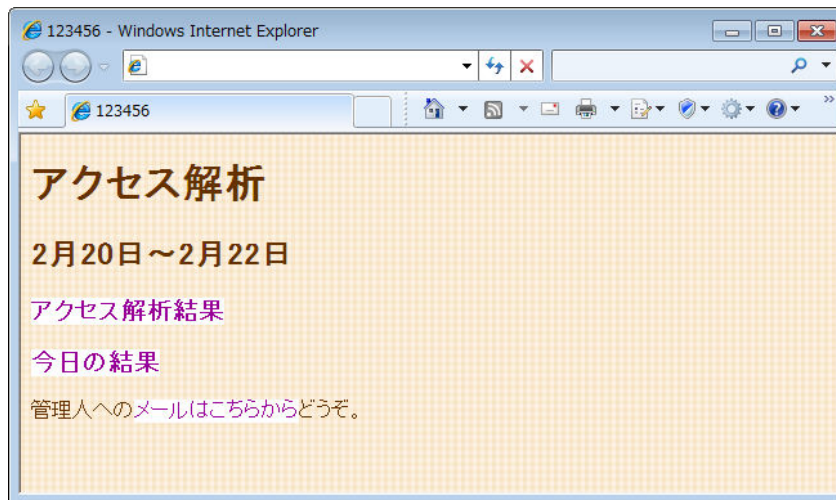 123456 - Windows Internet Explorer
123456
アクセス解析
2月20日～2月22日
アクセス解析結果
今日の結果
管理人へのメールはこちらからどうぞ。